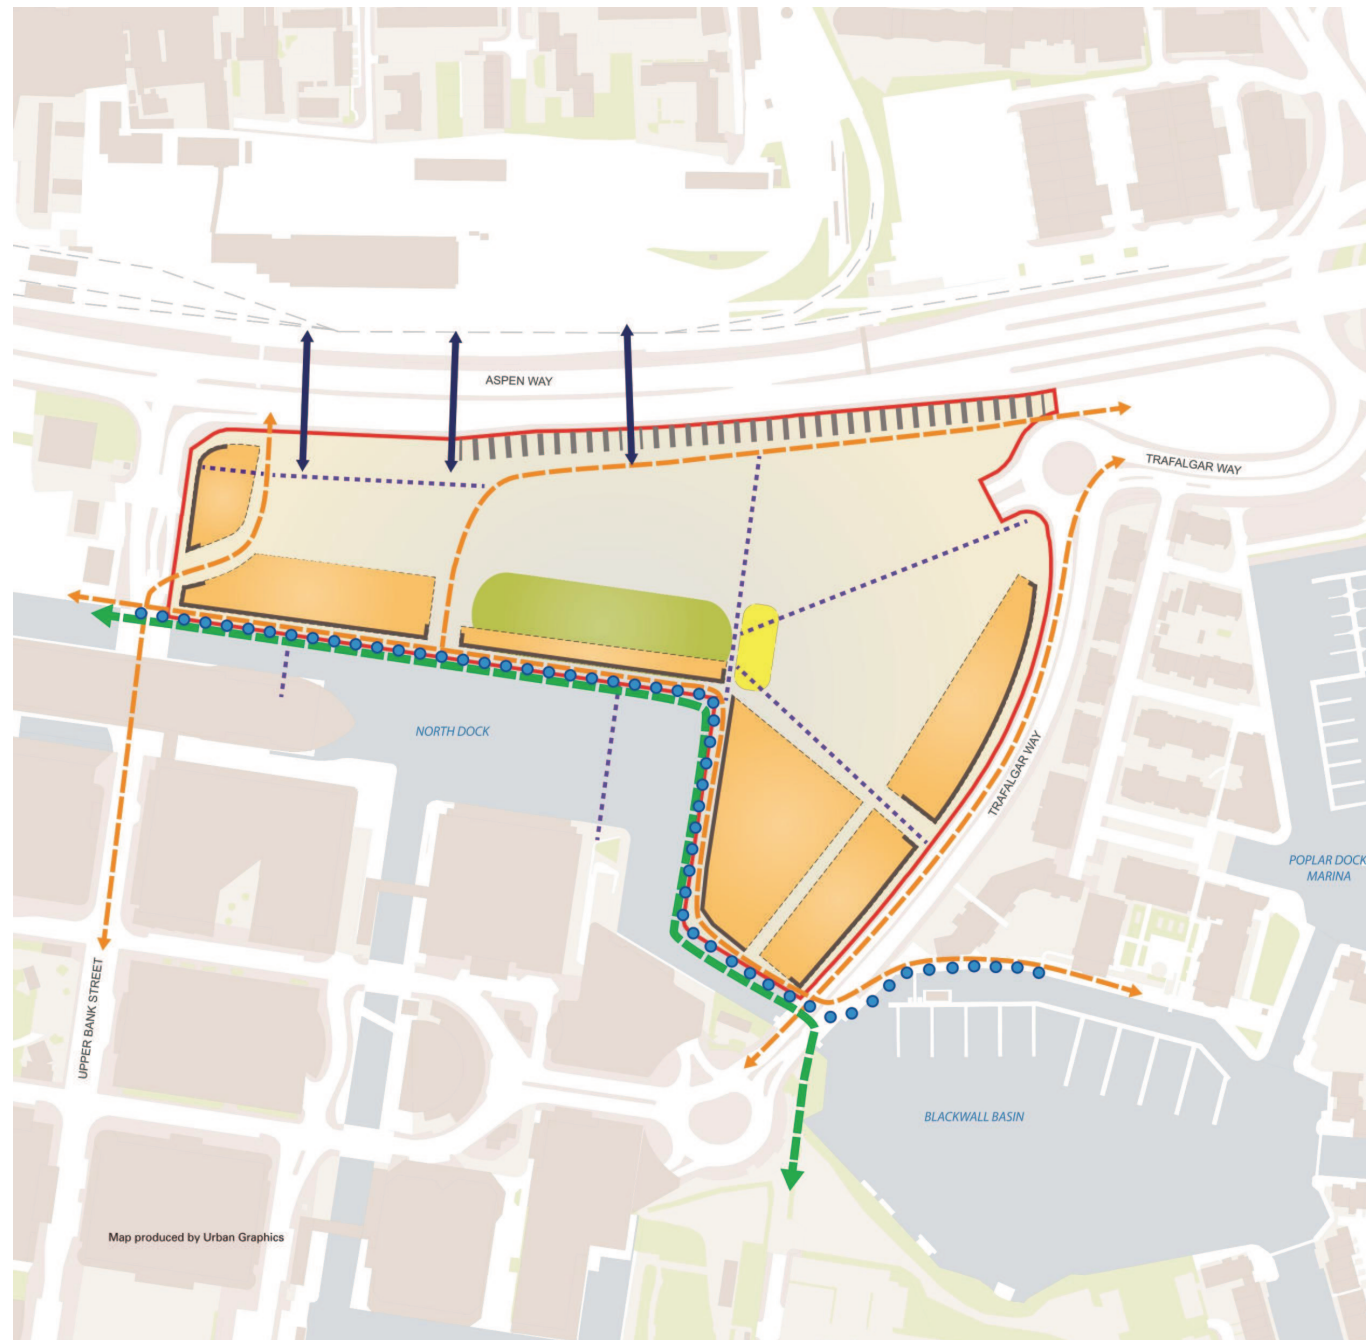 ASPEN WAY
TRAFALGAR WAY
NORTH DOCK
TRAFALGAR WAY
POPLAR DOCK
MARINA
UPPER BANK STREET
BLACKWALL BASIN
Map produced by Urban Graphics